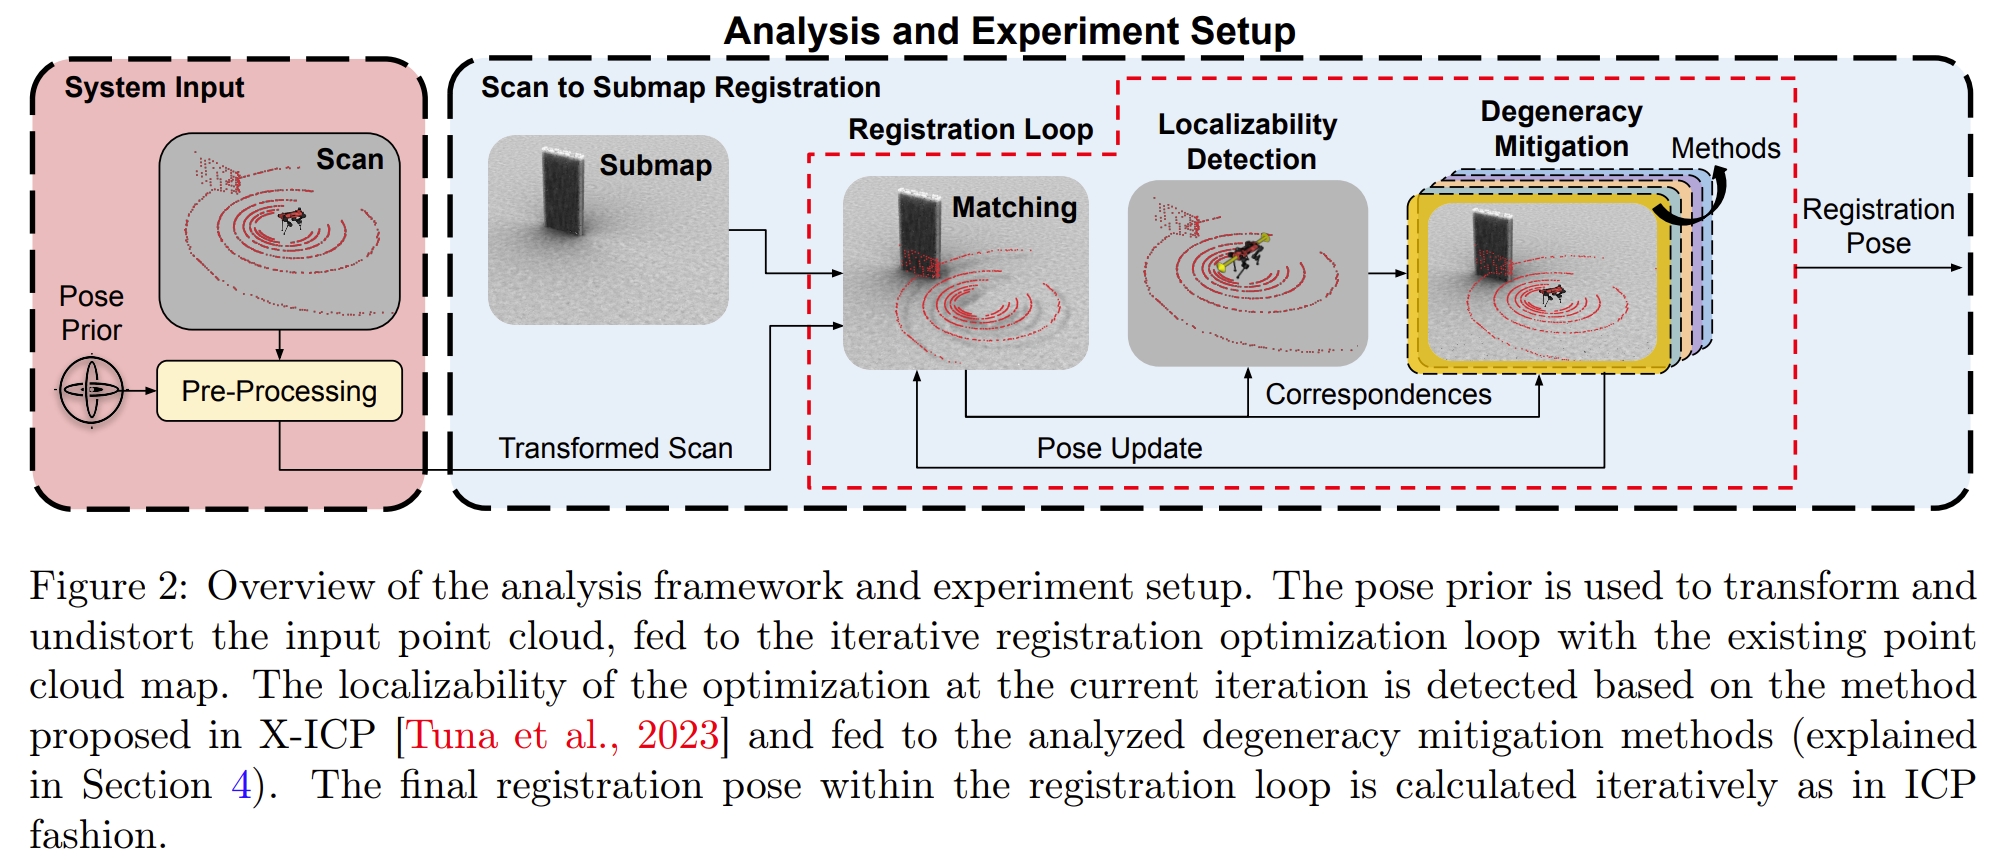 Analysis and Experiment Setup
System Input
Scan
Pose
Prior
Pre-Processing
Scan to Submap Registration
Submap
Transformed Scan
Registration Loop
Matching
Localizability
Detection
Degeneracy
Mitigation
Methods
Correspondences
Pose Update
Registration
Pose
Figure 2: Overview of the analysis framework and experiment setup. The pose prior is used to transform and
undistort the input point cloud, fed to the iterative registration optimization loop with the existing point
cloud map. The localizability of the optimization at the current iteration is detected based on the method
proposed in X-ICP [Tuna et al., 2023] and fed to the analyzed degeneracy mitigation methods (explained
in Section 4). The final registration pose within the registration loop is calculated iteratively as in ICP
fashion.